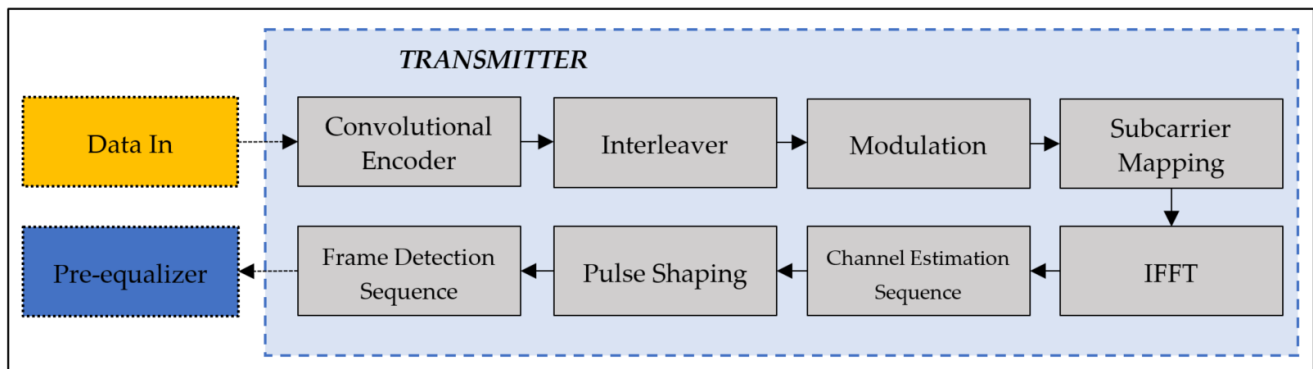 TRANSMITTER
Data In
Convolutional
Encoder
Interleaver
Modulation
Subcarrier
Mapping
Pre-equalizer
Frame Detection
Sequence
Pulse Shaping
Channel Estimation
Sequence
IFFT